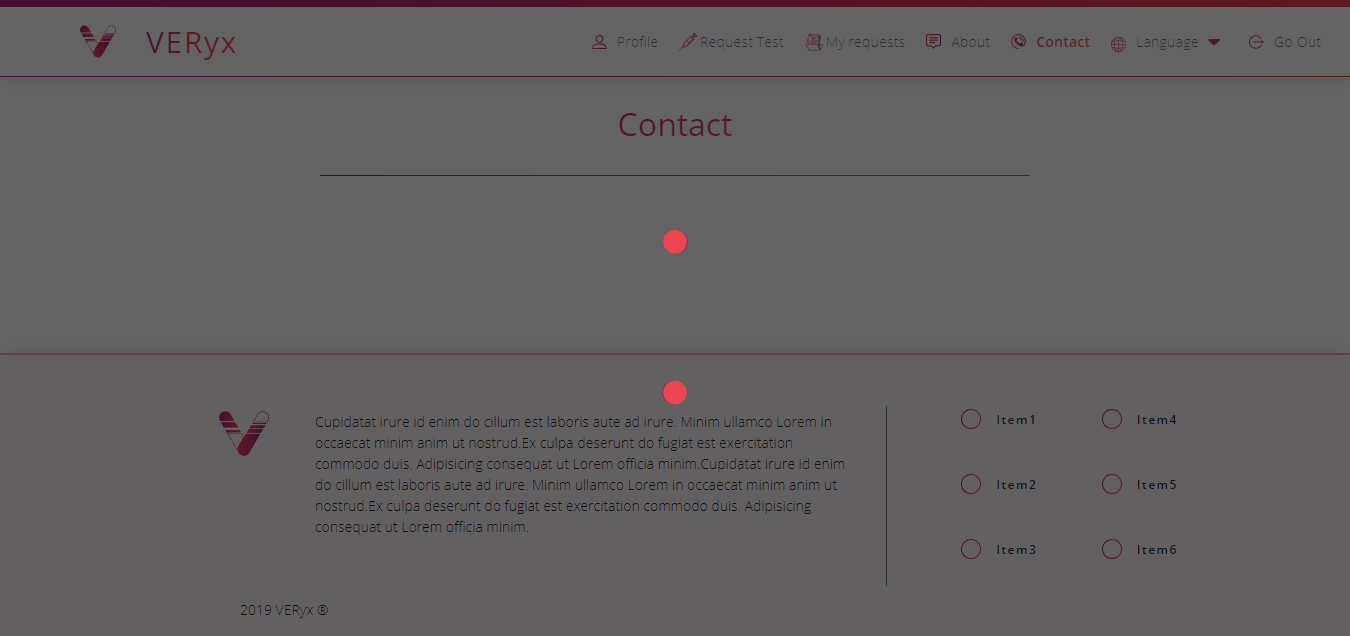 VERyx
Profile
Request Test
My requests
About
Contact
Language
Go Out
Contact
Cupidatat irure id enim do cillum est laboris aute ad irure. Minim ullamco Lorem in
occaecat minim anim ut nostrud.Ex culpa deserunt do fugiat est exercitation
commodo duis. Adipisicing consequat ut Lorem officia minim.Cupidatat irure id enim
do cillum est laboris aute ad irure. Minim ullamco Lorem in occaecat minim anim ut
nostrud.Ex culpa deserunt do fugiat est exercitation commodo duis. Adipisicing
consequat ut Lorem officia minim.
Item1
Item4
Item2
Item5
Item3
Item6
2019 VERyx ®